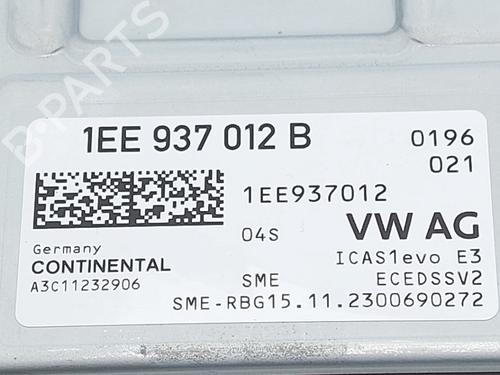 B-PARTS
1EE 937 012 B 0196
021
1EE937012
04S VW AG
Germany ICAS1evo E3
CONTINENTAL SME ECEDSSV2
A3C11232906
SME-RBG15.11.2300690272